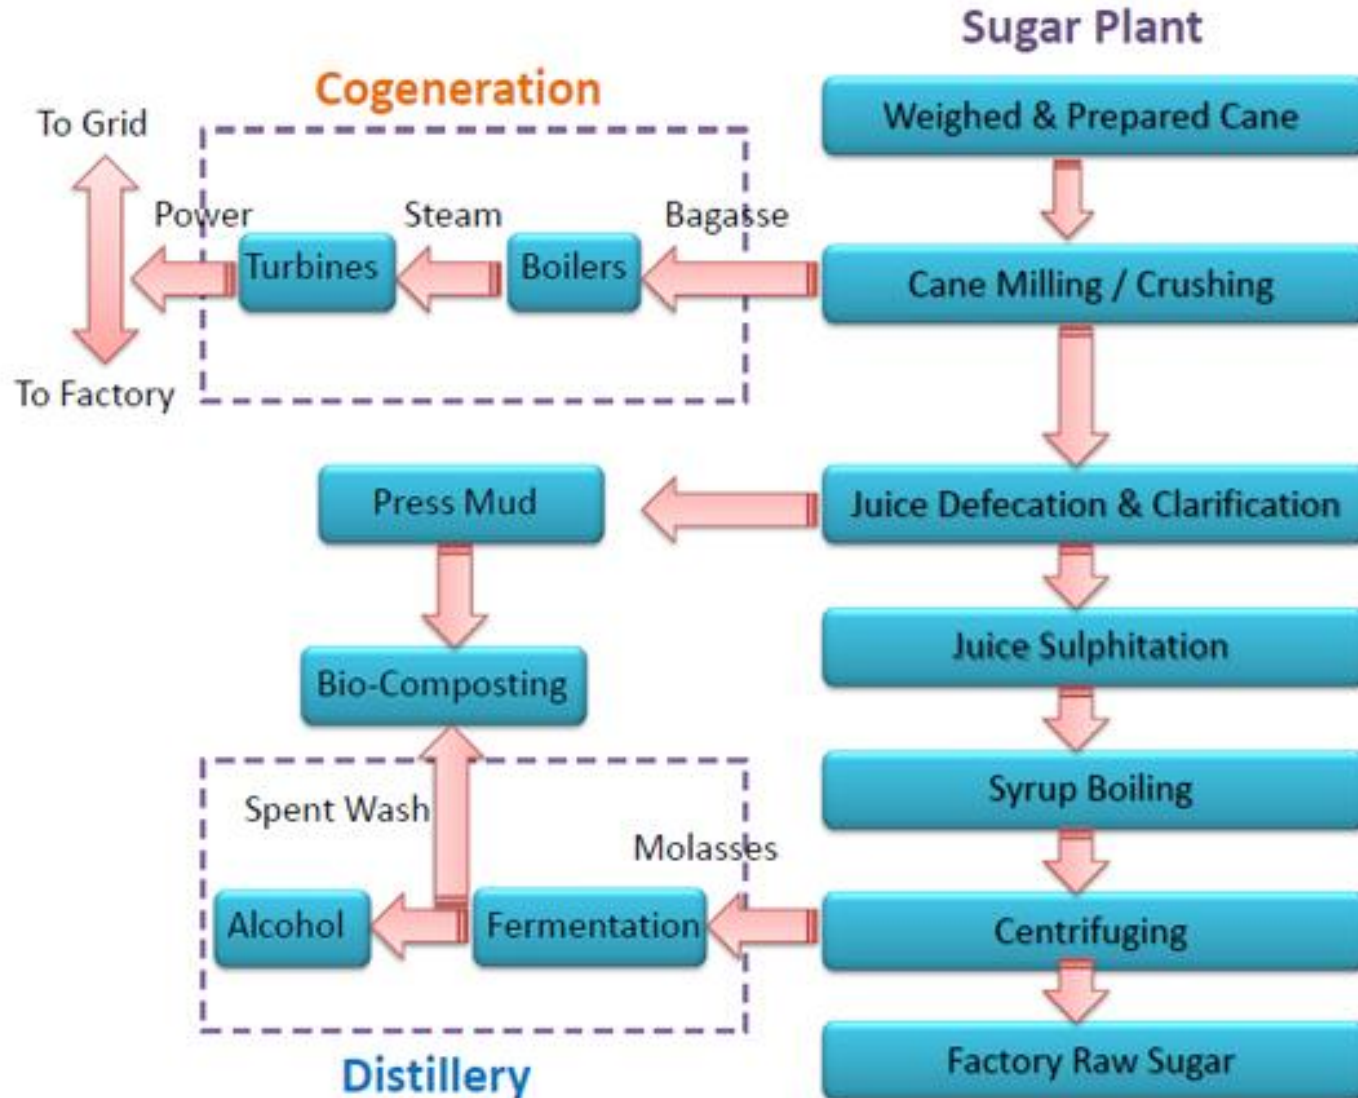 Sugar Plant
Cogeneration
Weighed & Prepared Cane
To Grid
Power
Steam
Bagasse
Turbines
Boilers
Cane Milling / Crushing
To Factory
Press Mud
Juice Defecation & Clarification
Bio-Composting
Juice Sulphitation
Spent Wash
Syrup Boiling
Molasses
Alcohol
Fermentation
Centrifuging
Distillery
Factory Raw Sugar